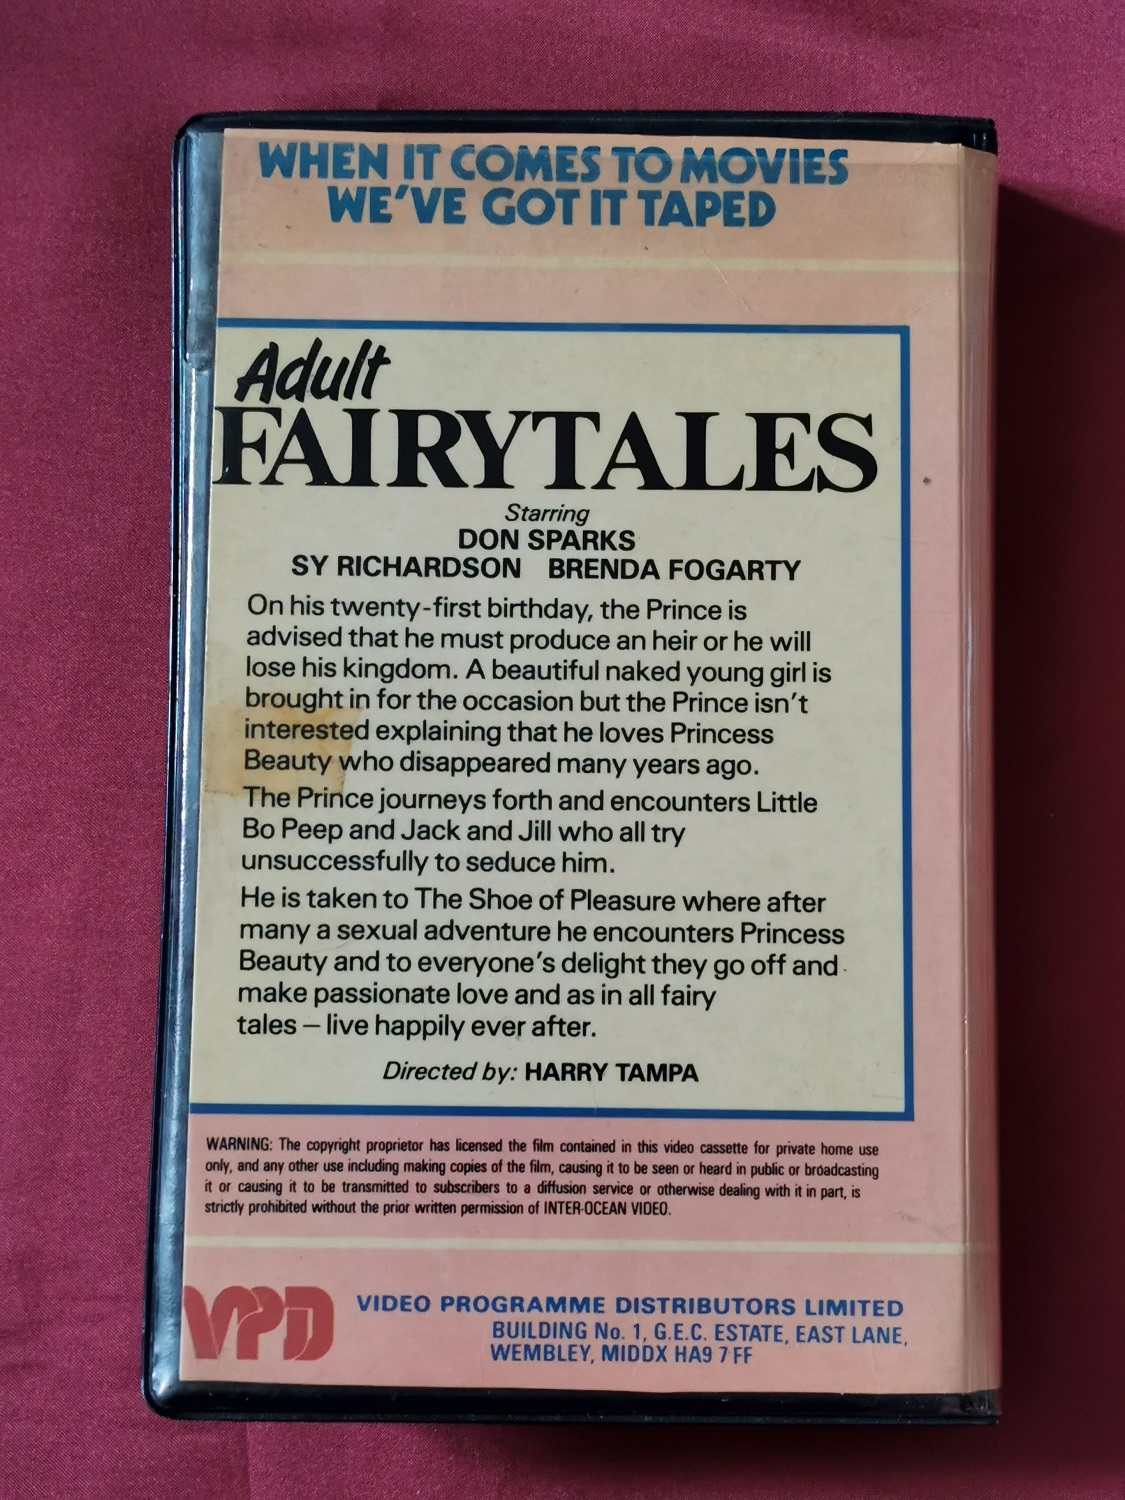 WHEN IT COMES TO MOVIES
WE'VE GOT IT TAPED
Adult
FAIRYTALES
Starring
DON SPARKS
SY RICHARDSON BRENDA FOGARTY
On his twenty-first birthday, the Prince is
advised that he must produce an heir or he will
lose his kingdom. A beautiful naked young girl is
brought in for the occasion but the Prince isn't
interested explaining that he loves Princess
Beauty who disappeared many years ago.
The Prince journeys forth and encounters Little
Bo Peep and Jack and Jill who all try
unsuccessfully to seduce him.
He is taken to The Shoe of Pleasure where after
many a sexual adventure he encounters Princess
Beauty and to everyone's delight they go off and
make passionate love and as in all fairy
tales – live happily ever after.
Directed by: HARRY TAMPA
WARNING: The copyright proprietor has licensed the film contained in this video cassette for private home use
only, and any other use including making copies of the film, causing it to be seen or heard in public or broadcasting
it or causing it to be transmitted to subscribers to a diffusion service or otherwise dealing with it in part, is
strictly prohibited without the prior written permission of INTER-OCEAN VIDEO.
VPD
VIDEO PROGRAMME DISTRIBUTORS LIMITED
BUILDING No. 1, G.E.C. ESTATE, EAST LANE,
WEMBLEY, MIDDX HA9 7FF